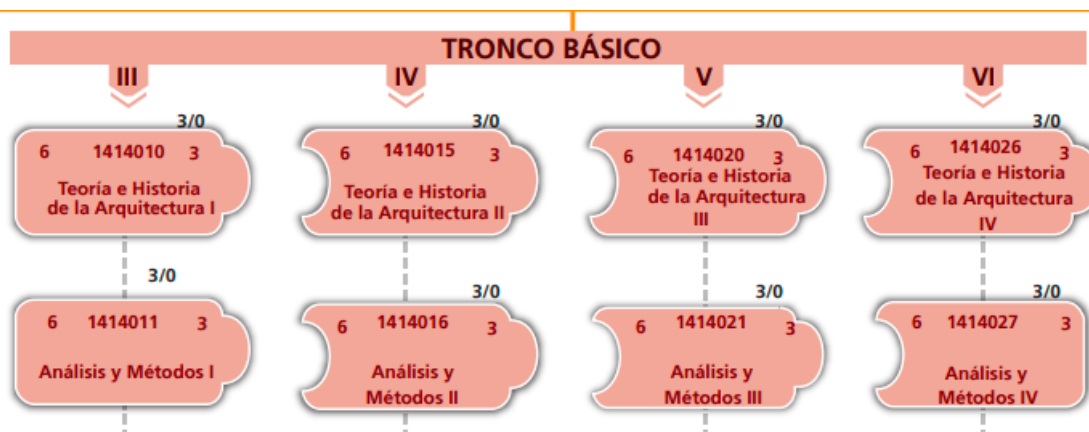 TRONCO BÁSICO
III IV V VI
3/0 3/0 3/0 3/0
6 1414010 3
Teoría e Historia
de la Arquitectura I
6 1414015 3
Teoría e Historia
de la Arquitectura II
6 1414020 3
Teoría e Historia
de la Arquitectura
III
6 1414026 3
Teoría e Historia
de la Arquitectura
IV
3/0 3/0 3/0 3/0
6 1414011 3
Análisis y Métodos I
6 1414016 3
Análisis y
Métodos II
6 1414021 3
Análisis y
Métodos III
6 1414027 3
Análisis y
Métodos IV